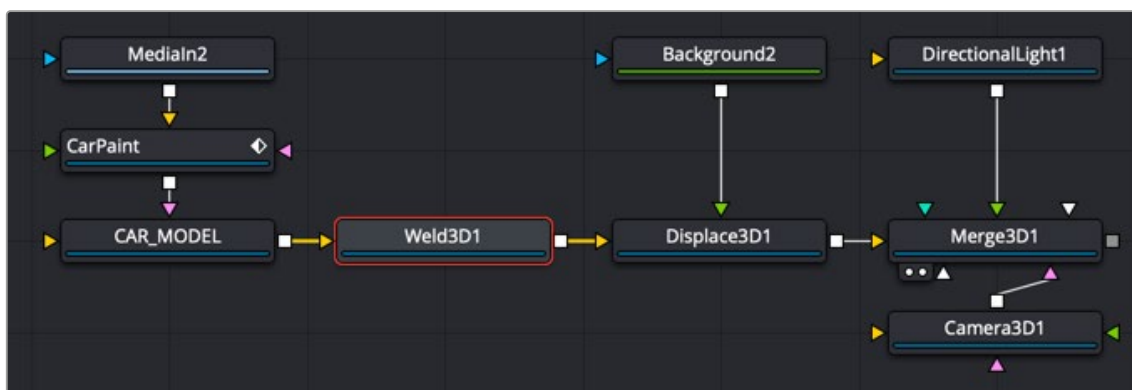 MediaIn2
Background2
DirectionalLight1
CarPaint
CAR_MODEL
Weld3D1
Displace3D1
Merge3D1
Camera3D1